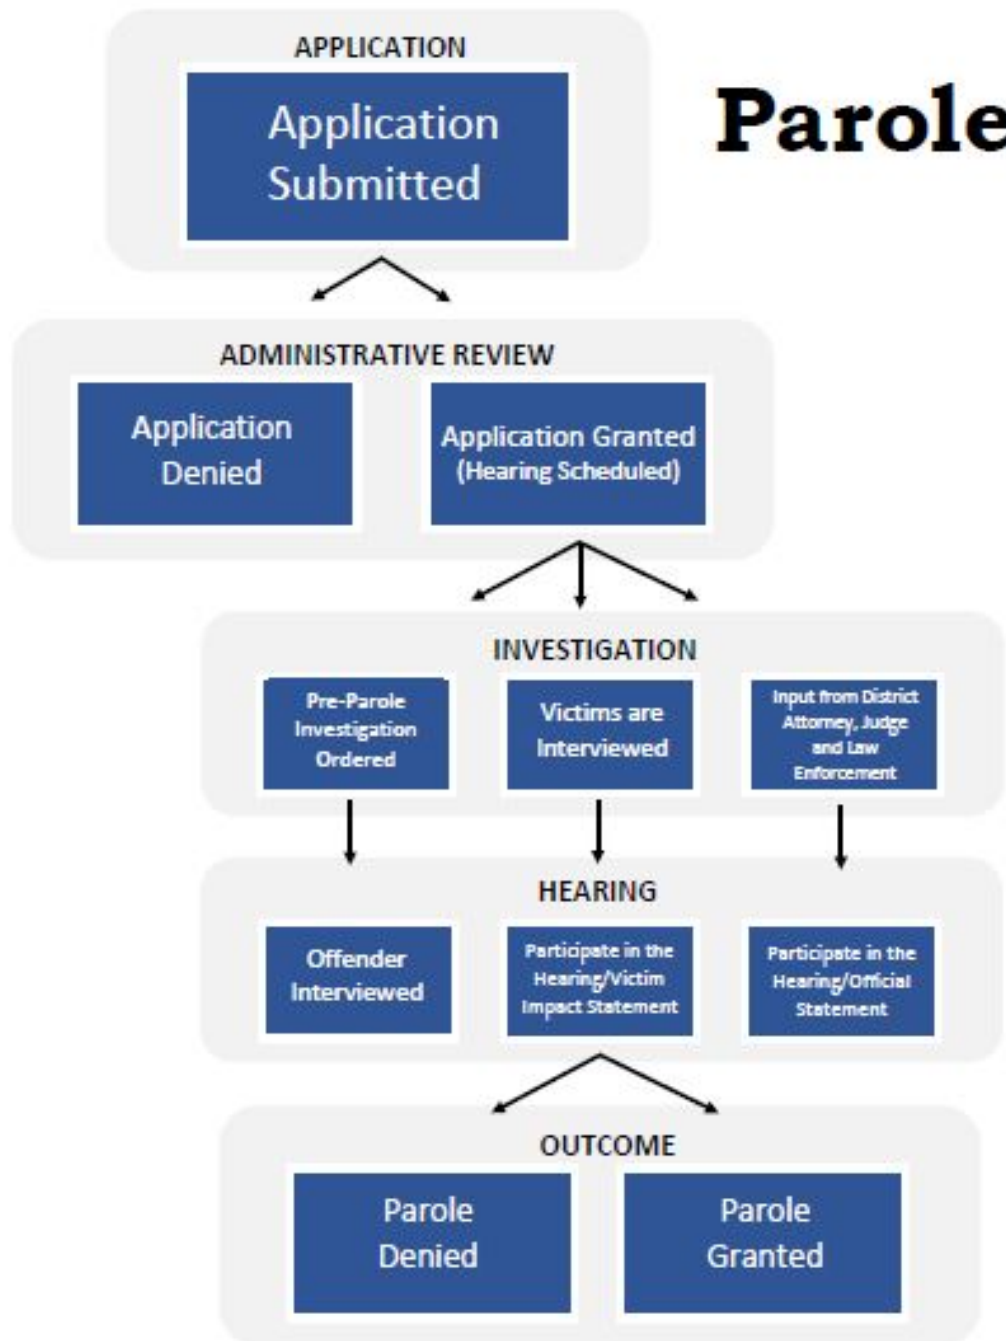 APPLICATION
Application
Submitted
Parole
ADMINISTRATIVE REVIEW
Application
Denied
Application Granted
(Hearing Scheduled)
INVESTIGATION
Pre-Parole
Investigation
Ordered
Victims are
Interviewed
Input from District
Attorney, Judge
and Law
Enforcement
HEARING
Offender
Interviewed
Participate in the
Hearing/Victim
Impact Statement
Participate in the
Hearing/Official
Statement
OUTCOME
Parole
Denied
Parole
Granted